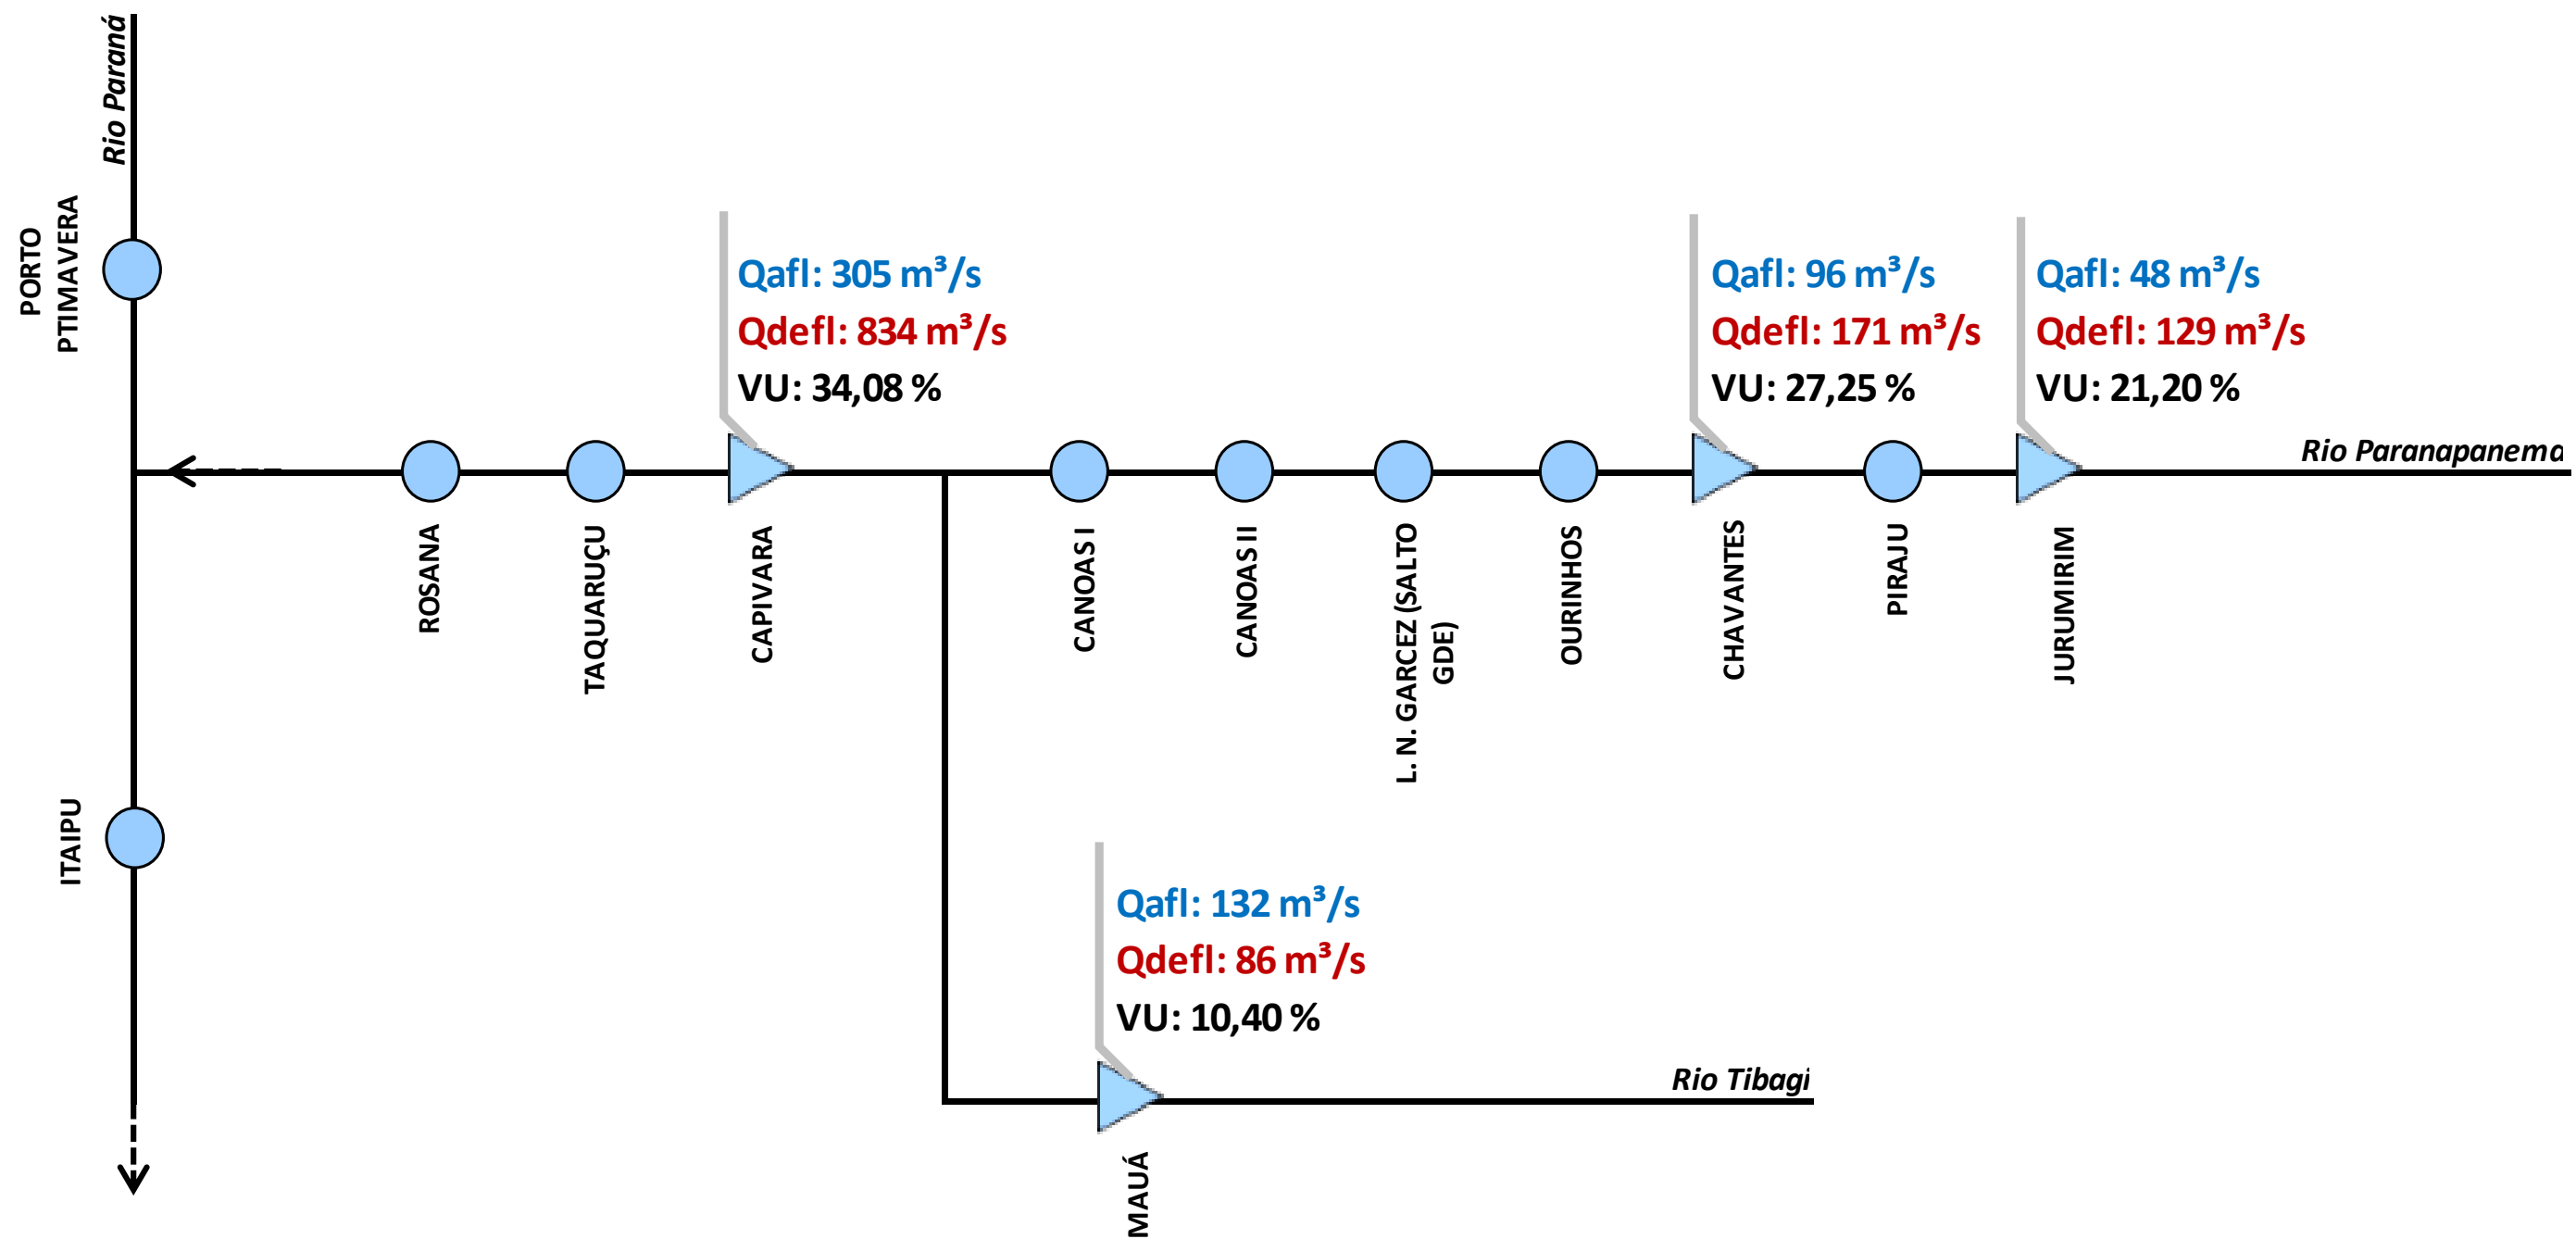 Rio Paraná
PORTO
PTIMAVERA
Qafl: 305 m³/s
Qdefl: 834 m³/s
VU: 34,08 %
Qafl: 96 m³/s
Qdefl: 171 m³/s
VU: 27,25 %
Qafl: 48 m³/s
Qdefl: 129 m³/s
VU: 21,20 %
Rio Paranapanema
ROSANA
TAQUARUÇU
CAPIVARA
CANOAS I
CANOAS II
L. N. GARCEZ (SALTO
GDE)
OURINHOS
CHAVANTES
PIRAJU
JURUMIRIM
ITAIPU
Qafl: 132 m³/s
Qdefl: 86 m³/s
VU: 10,40 %
Rio Tibagi
MAUÁ